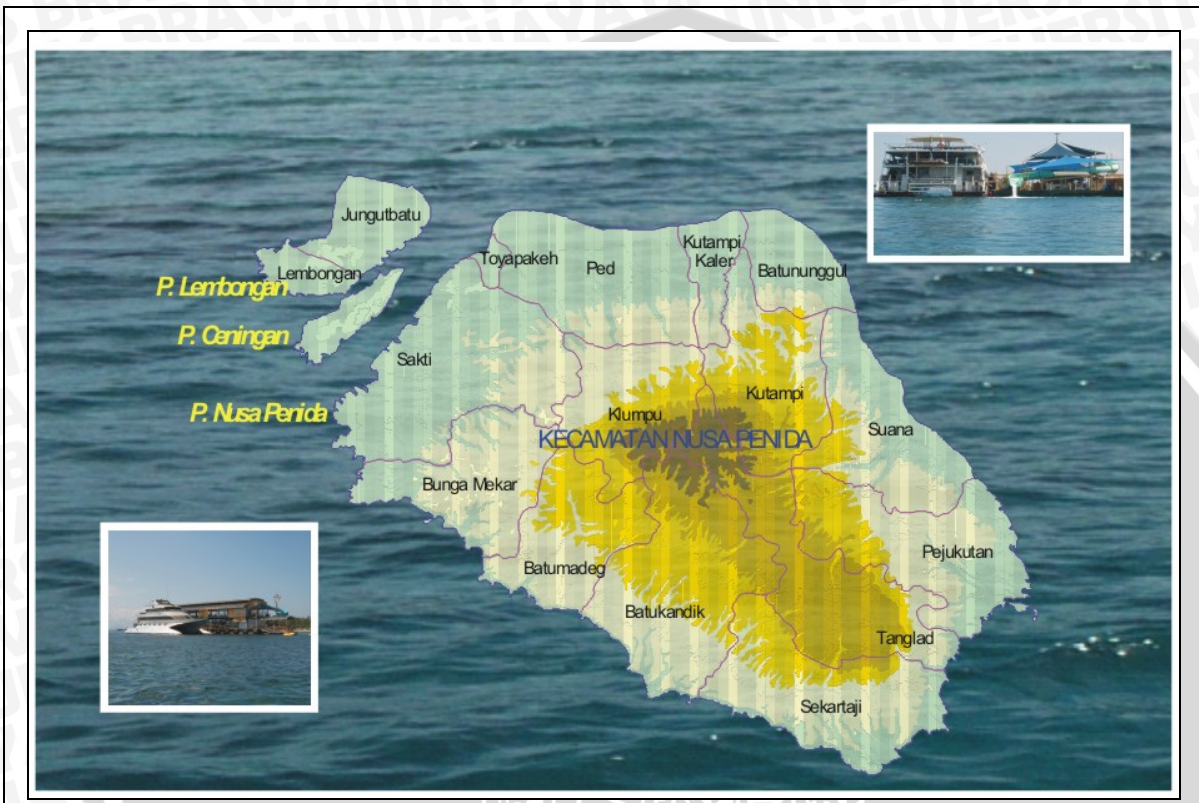 Jungutbatu
Lembongan
P. Lembongan
P. Ceningan
P. Nusa Penida
Toyapakeh
Ped
Kutampi
Kaler
Batununggul
Sakti
Klumpu
Kutampi
KECAMATAN NUSA PENIDA
Suana
Bunga Mekar
Pejukutan
Batumadeg
Batukandik
Tanglad
Sekartaji